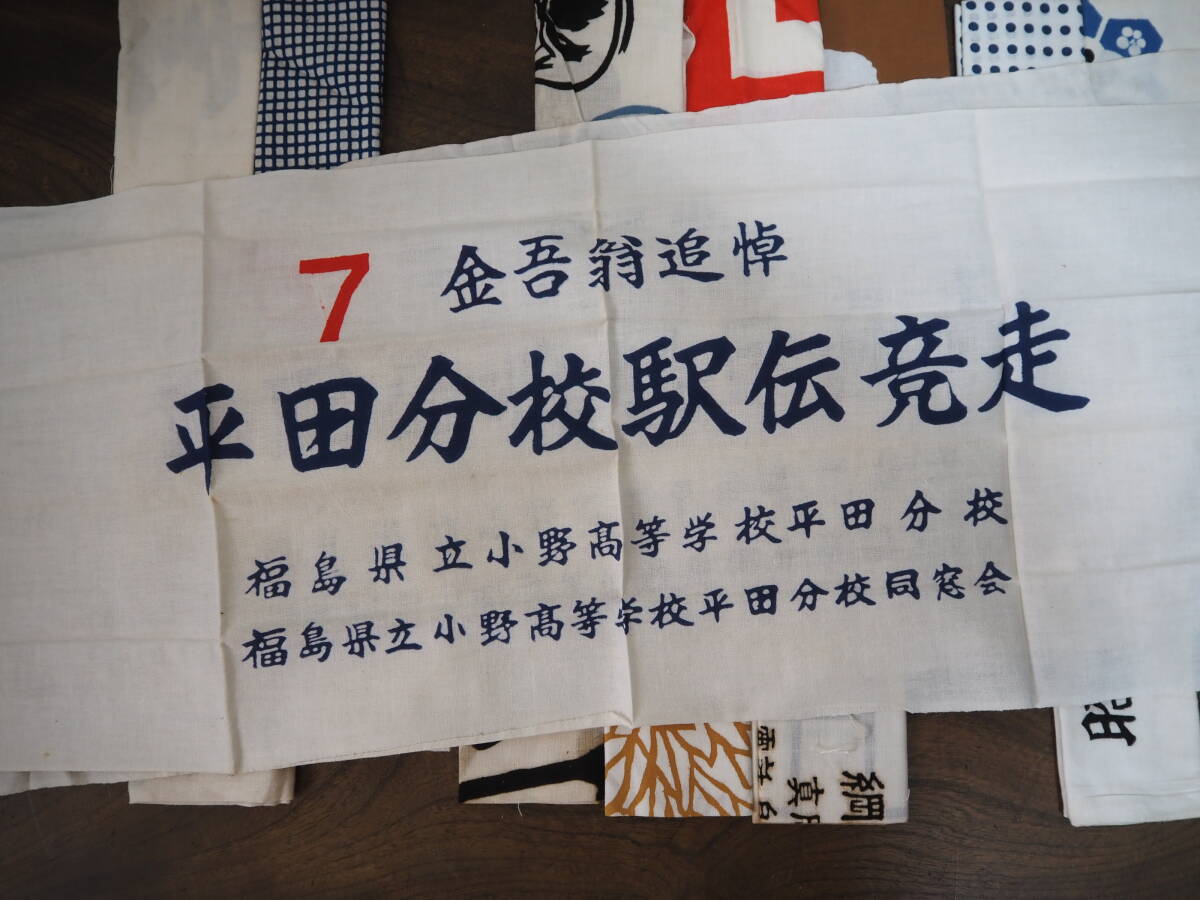 7 金吾翁追悼
平田分校駅伝竞走
福島県立小野高等学校平田分校
福島県立小野高等学校平田分校同窓会
綱
真